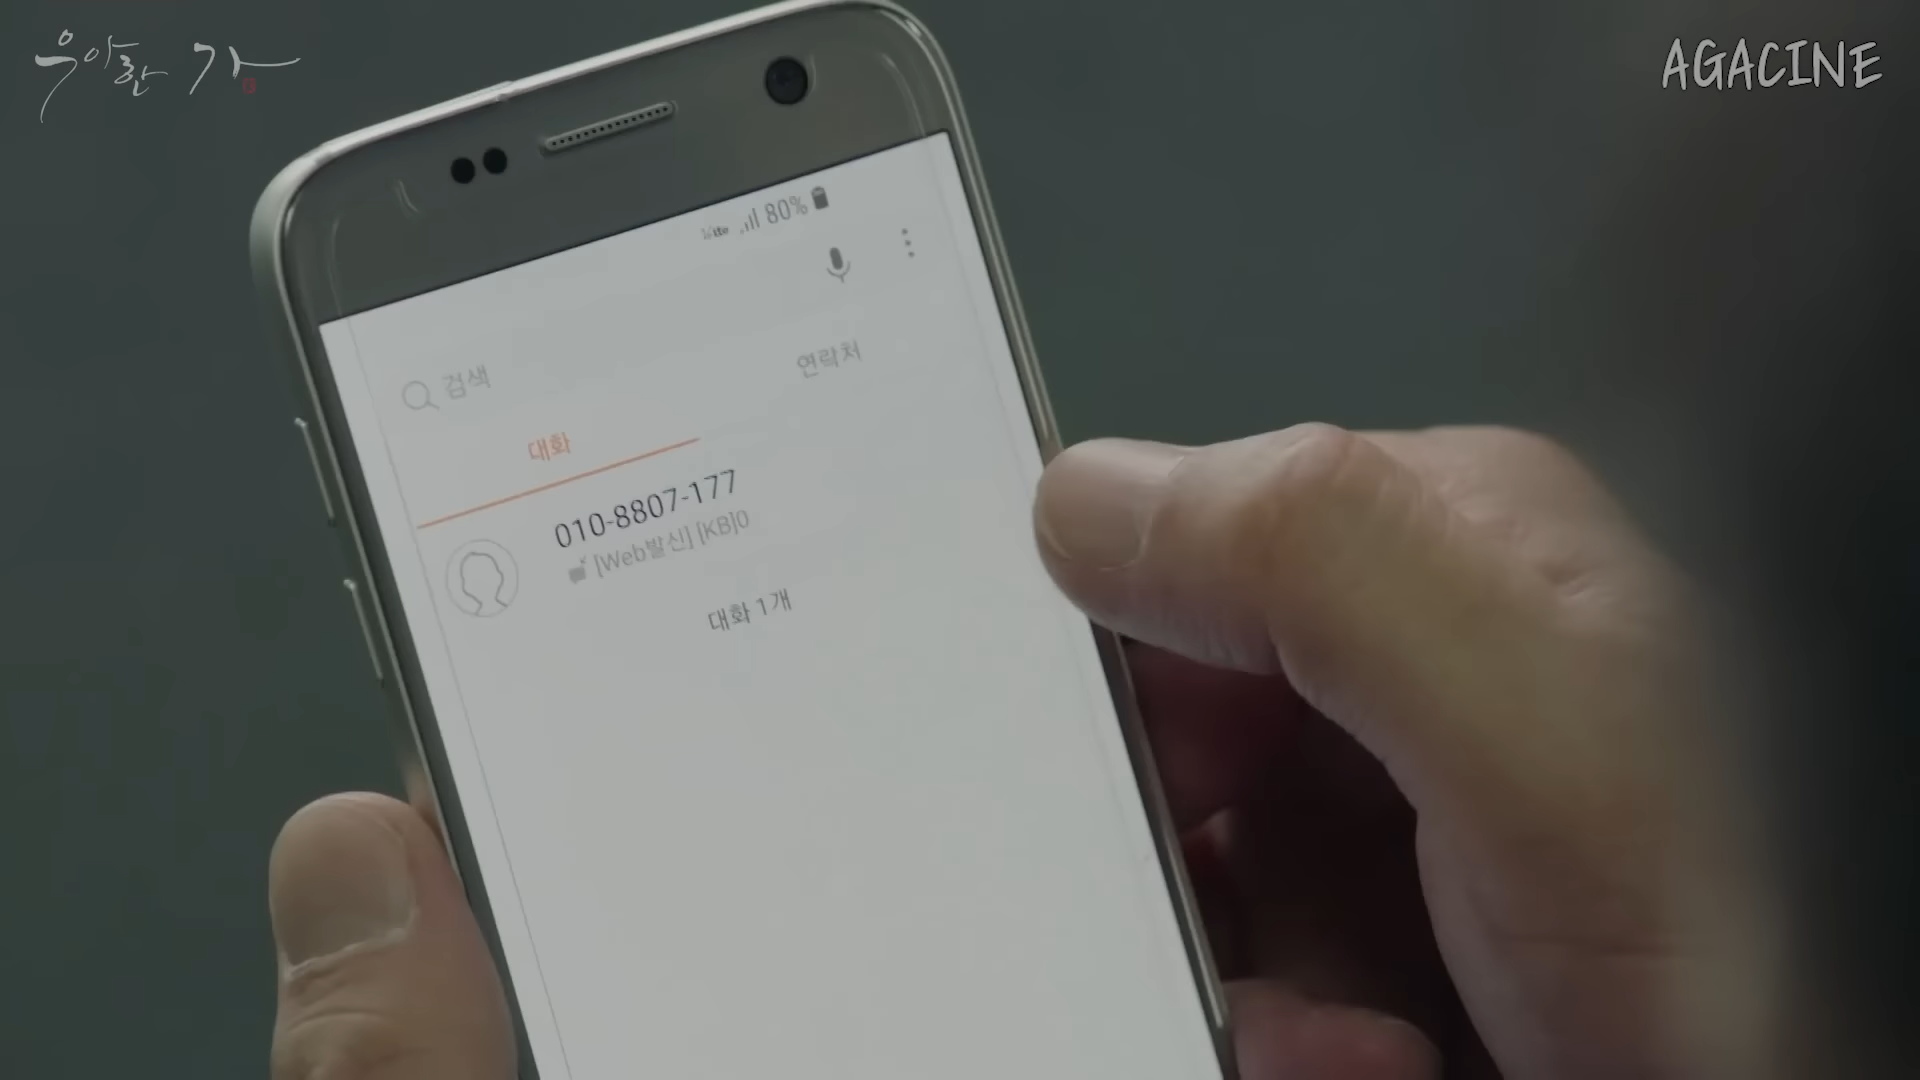 우아한 가
AGACINE
80%
검색
연락처
대화
010-8807-177
[Web발신] [KB]0
대화 1개